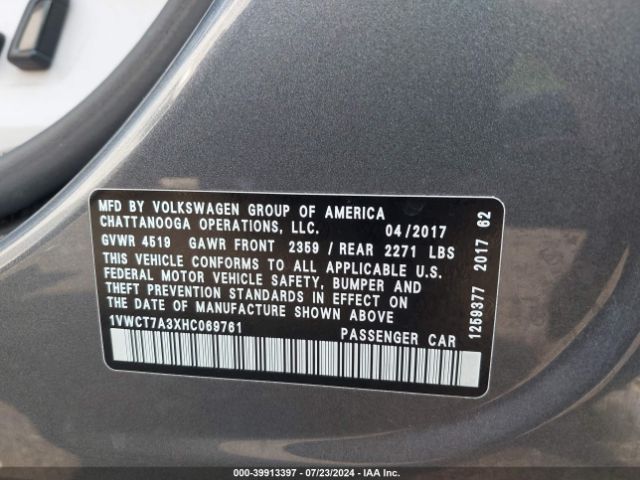 MFD BY VOLKSWAGEN GROUP OF AMERICA
CHATTANOOGA OPERATIONS, LLC. 04/2017
GVWR 4519 GAWR FRONT 2359 / REAR 2271 LBS
THIS VEHICLE CONFORMS TO ALL APPLICABLE U.S.
FEDERAL MOTOR VEHICLE SAFETY, BUMPER AND
THEFT PREVENTION STANDARDS IN EFFECT ON
THE DATE OF MANUFACTURE SHOWN ABOVE
1VWCT7A3XHC069761 PASSENGER CAR
1259377 2017 62
000-39913397 - 07/23/2024 - IAA Inc.